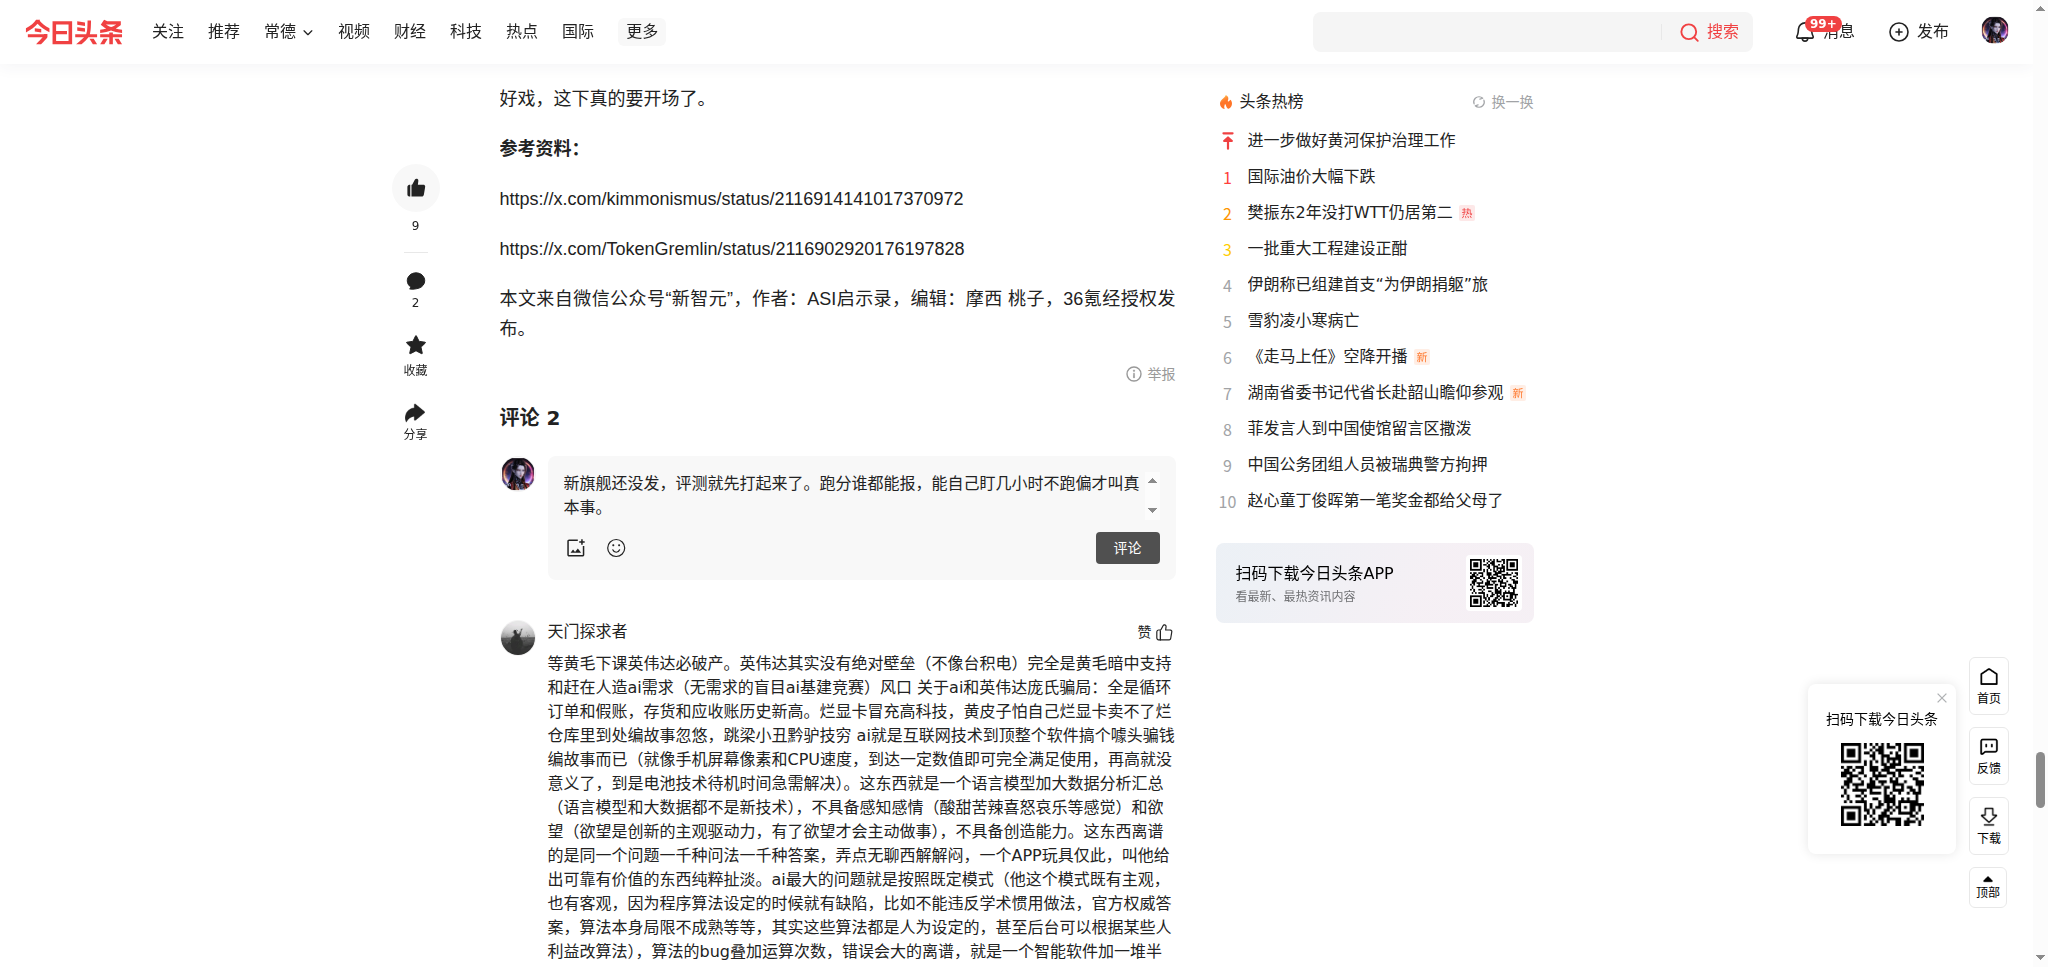 今日头条
关注 推荐 常德 视频 财经 科技 热点 国际 更多
搜索
99+
消息
发布
好戏，这下真的要开场了。
参考资料：
https://x.com/kimmonismus/status/2116914141017370972
https://x.com/TokenGremlin/status/2116902920176197828
本文来自微信公众号“新智元”，作者：ASI启示录，编辑：摩西 桃子，36氪经授权发
布。
举报
9
2
收藏
分享
评论 2
新旗舰还没发，评测就先打起来了。跑分谁都能报，能自己盯几小时不跑偏才叫真
本事。
评论
天门探求者
赞
等黄毛下课英伟达必破产。英伟达其实没有绝对壁垒（不像台积电）完全是黄毛暗中支持
和赶在人造ai需求（无需求的盲目ai基建竞赛）风口 关于ai和英伟达庞氏骗局：全是循环
订单和假账，存货和应收账历史新高。烂显卡冒充高科技，黄皮子怕自己烂显卡卖不了烂
仓库里到处编故事忽悠，跳梁小丑黔驴技穷 ai就是互联网技术到顶整个软件搞个噱头骗钱
编故事而已（就像手机屏幕像素和CPU速度，到达一定数值即可完全满足使用，再高就没
意义了，到是电池技术待机时间急需解决）。这东西就是一个语言模型加大数据分析汇总
（语言模型和大数据都不是新技术），不具备感知感情（酸甜苦辣喜怒哀乐等感觉）和欲
望（欲望是创新的主观驱动力，有了欲望才会主动做事），不具备创造能力。这东西离谱
的是同一个问题一千种问法一千种答案，弄点无聊西解解闷，一个APP玩具仅此，叫他给
出可靠有价值的东西纯粹扯淡。ai最大的问题就是按照既定模式（他这个模式既有主观，
也有客观，因为程序算法设定的时候就有缺陷，比如不能违反学术惯用做法，官方权威答
案，算法本身局限不成熟等等，其实这些算法都是人为设定的，甚至后台可以根据某些人
利益改算法），算法的bug叠加运算次数，错误会大的离谱，就是一个智能软件加一堆半
头条热榜
换一换
进一步做好黄河保护治理工作
1 国际油价大幅下跌
2 樊振东2年没打WTT仍居第二 热
3 一批重大工程建设正酣
4 伊朗称已组建首支“为伊朗捐躯”旅
5 雪豹凌小寒病亡
6 《走马上任》空降开播 新
7 湖南省委书记代省长赴韶山瞻仰参观 新
8 菲发言人到中国使馆留言区撒泼
9 中国公务团组人员被瑞典警方拘押
10 赵心童丁俊晖第一笔奖金都给父母了
扫码下载今日头条APP
看最新、最热资讯内容
扫码下载今日头条
首页
反馈
下载
顶部